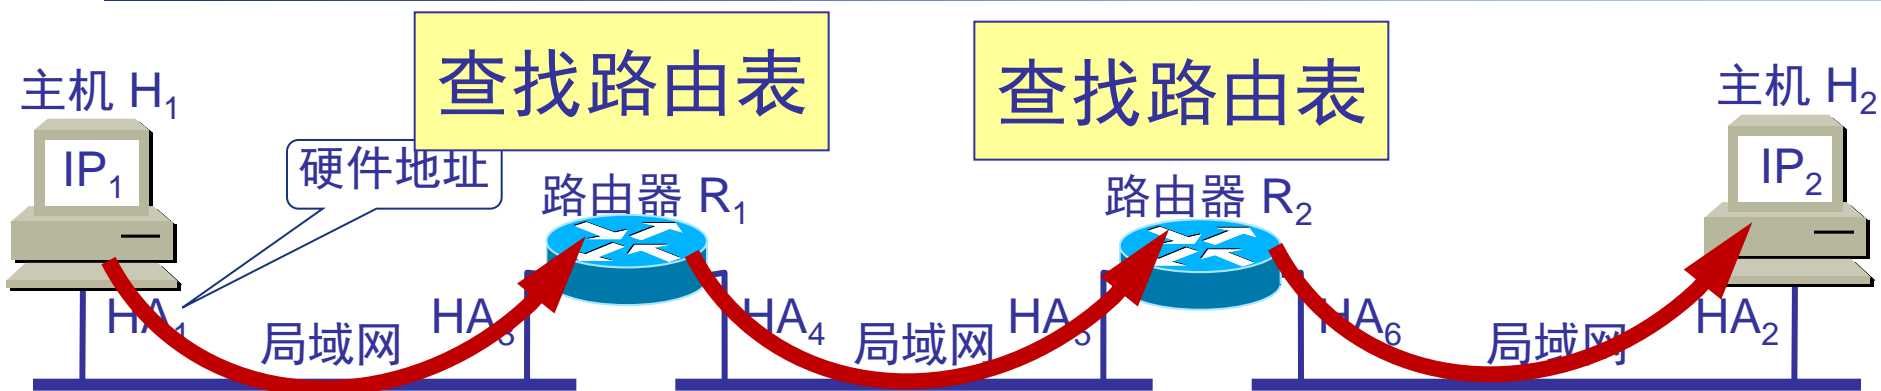 查找路由表
查找路由表
主机 H₁
主机 H₂
IP₁
硬件地址
路由器 R₁
路由器 R₂
IP₂
HA₁
局域网
HA₃
HA₄
局域网
HA₅
HA₆
局域网
HA₂